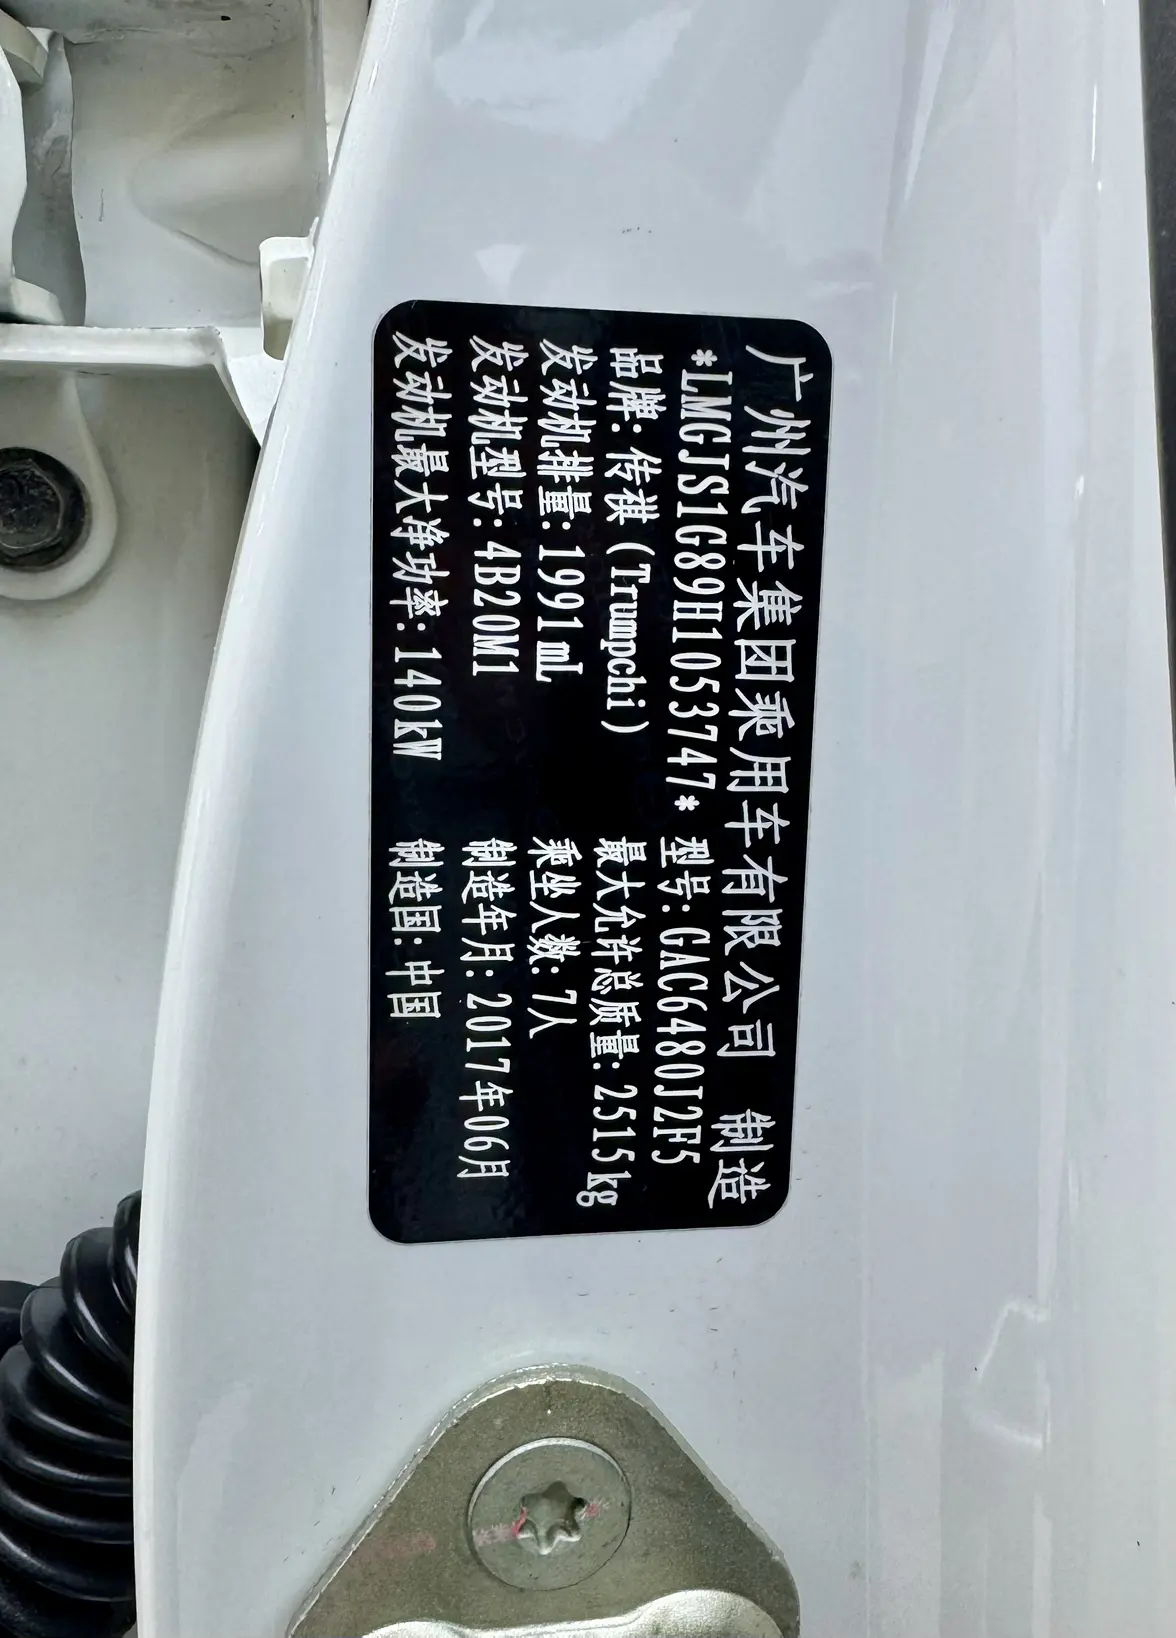 广州汽车集团乘用车有限公司 制造
*LMGJS1G89H1053747* 型号:GAC6480J2F5
品牌:传祺(Trumpchi) 最大允许总质量:2515kg
发动机排量:1991mL 乘坐人数:7人
发动机型号:4B20M1 制造年月:2017年06月
发动机最大净功率:140kW 制造国:中国